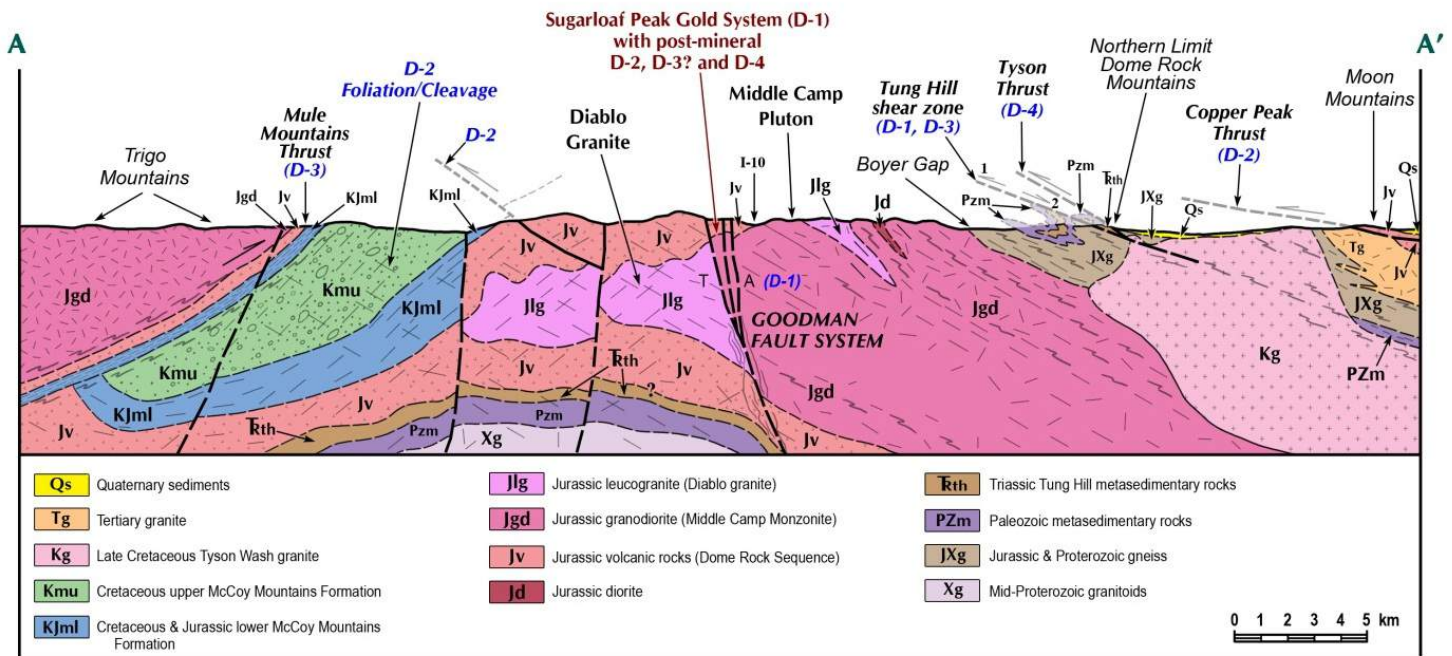 A
A'
Sugarloaf Peak Gold System (D-1)
with post-mineral
D-2, D-3? and D-4
D-2
Foliation/Cleavage
Mule
Mountains
Thrust
(D-3)
Trigo
Mountains
Jgd
Jv
KJml
D-2
KJml
Diablo
Granite
Middle Camp
Pluton
I-10
Jv
Jlg
Jd
Tung Hill
shear zone
(D-1, D-3)
Boyer Gap
Tyson
Thrust
(D-4)
Northern Limit
Dome Rock
Mountains
Copper Peak
Thrust
(D-2)
Moon
Mountains
1
2
Pzm
Pzm
TRth
JXg
Qs
Jv
Qs
Jgd
Kmu
KJml
Jv
Jv
Jv
Jlg
Jlg
T
A
(D-1)
GOODMAN
FAULT SYSTEM
Jgd
JXg
Tg
Jv
JXg
PZm
Kg
Kmu
KJml
Jv
Jv
Jv
TRth
?
Jgd
Jv
TRth
Pzm
Pzm
Xg
Jv
Qs Quaternary sediments
Tg Tertiary granite
Kg Late Cretaceous Tyson Wash granite
Kmu Cretaceous upper McCoy Mountains Formation
KJml Cretaceous & Jurassic lower McCoy Mountains
Formation
Jlg Jurassic leucogranite (Diablo granite)
Jgd Jurassic granodiorite (Middle Camp Monzonite)
Jv Jurassic volcanic rocks (Dome Rock Sequence)
Jd Jurassic diorite
TRth Triassic Tung Hill metasedimentary rocks
PZm Paleozoic metasedimentary rocks
JXg Jurassic & Proterozoic gneiss
Xg Mid-Proterozoic granitoids
0 1 2 3 4 5 km